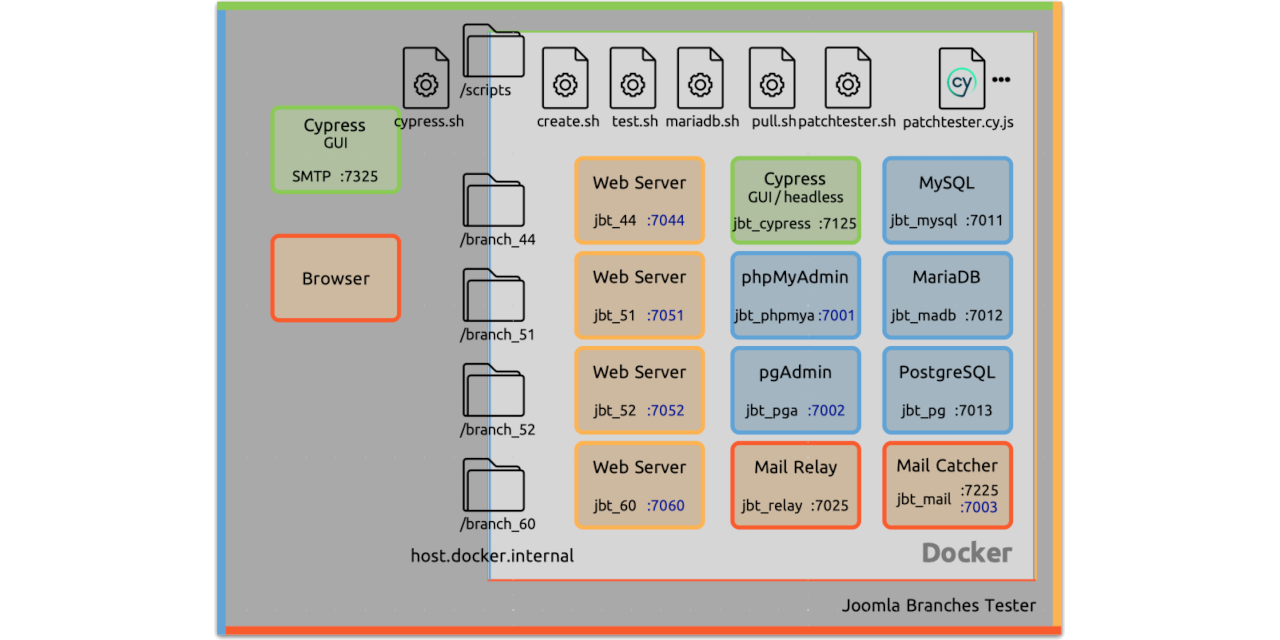 /scripts
cypress.sh
create.sh
test.sh
mariadb.sh
pull.sh
patchtester.sh
cy
patchtester.cy.js
•••
Cypress
GUI
SMTP :7325
Browser
/branch_44
/branch_51
/branch_52
/branch_60
host.docker.internal
Web Server
jbt_44 :7044
Cypress
GUI / headless
jbt_cypress :7125
MySQL
jbt_mysql :7011
Web Server
jbt_51 :7051
phpMyAdmin
jbt_phpmya :7001
MariaDB
jbt_madb :7012
Web Server
jbt_52 :7052
pgAdmin
jbt_pga :7002
PostgreSQL
jbt_pg :7013
Web Server
jbt_60 :7060
Mail Relay
jbt_relay :7025
Mail Catcher
jbt_mail :7225
:7003
Docker
Joomla Branches Tester